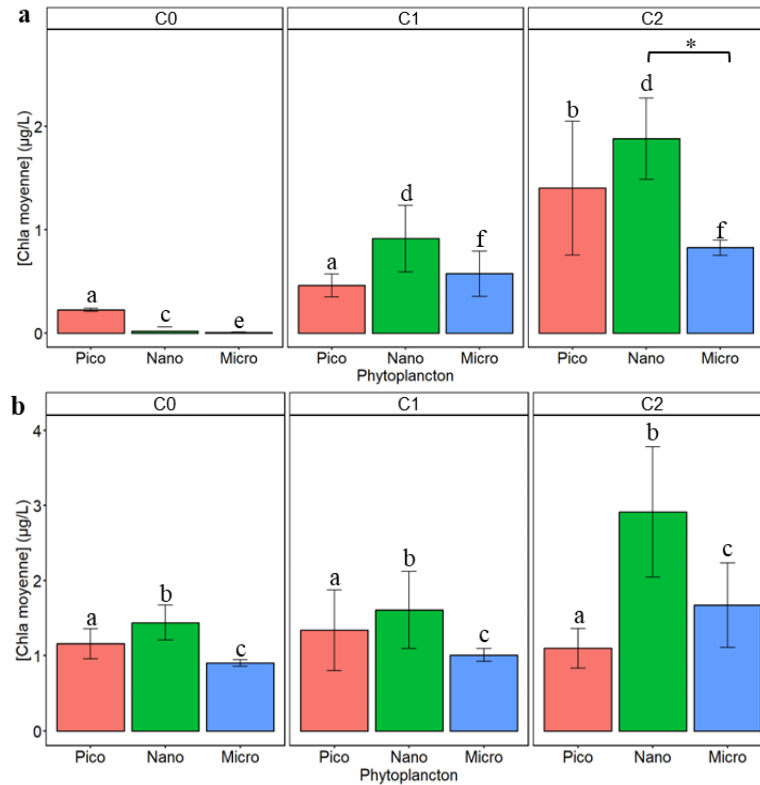 a
C0 C1 C2
*
[Chla moyenne] (µg/L)
2
1
0
a c e
a d f
b d f
Pico Nano Micro Pico Nano Micro Pico Nano Micro
Phytoplancton
b
C0 C1 C2
[Chla moyenne] (µg/L)
4
3
2
1
0
a b c
a b c
a b c
Pico Nano Micro Pico Nano Micro Pico Nano Micro
Phytoplancton